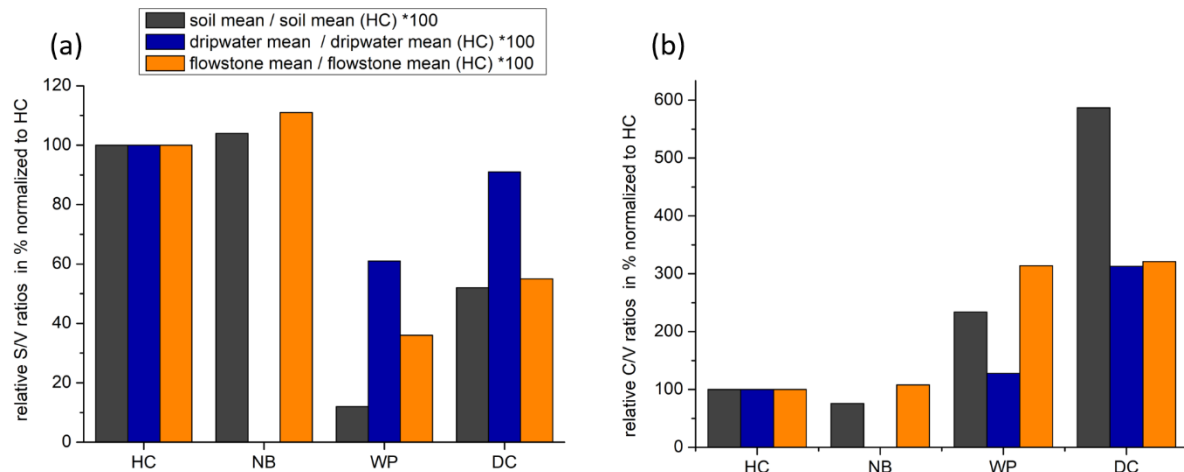 (a)
soil mean / soil mean (HC) *100
dripwater mean / dripwater mean (HC) *100
flowstone mean / flowstone mean (HC) *100
relative S/V ratios in % normalized to HC
120
100
80
60
40
20
0
HC NB WP DC
(b)
relative C/V ratios in % normalized to HC
600
500
400
300
200
100
0
HC NB WP DC